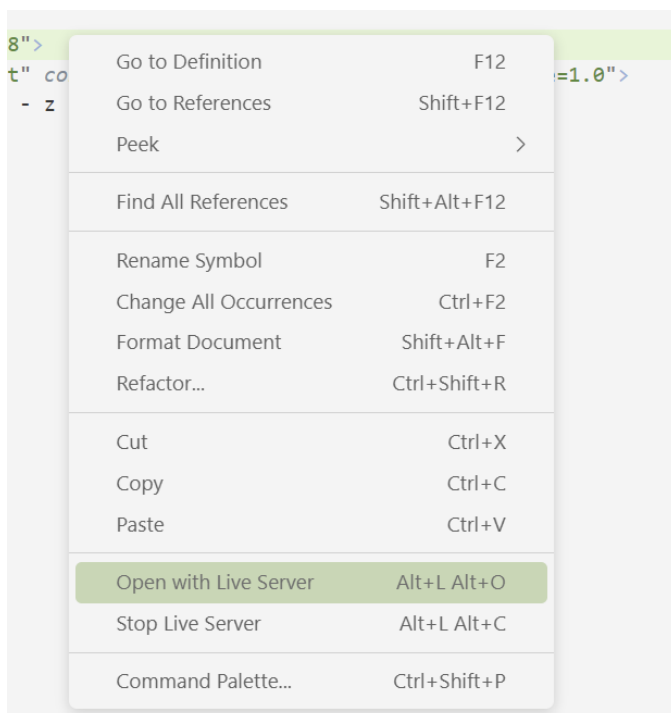 8">
t" co =1.0">
- z
Go to Definition F12
Go to References Shift+F12
Peek
Find All References Shift+Alt+F12
Rename Symbol F2
Change All Occurrences Ctrl+F2
Format Document Shift+Alt+F
Refactor... Ctrl+Shift+R
Cut Ctrl+X
Copy Ctrl+C
Paste Ctrl+V
Open with Live Server Alt+L Alt+O
Stop Live Server Alt+L Alt+C
Command Palette... Ctrl+Shift+P